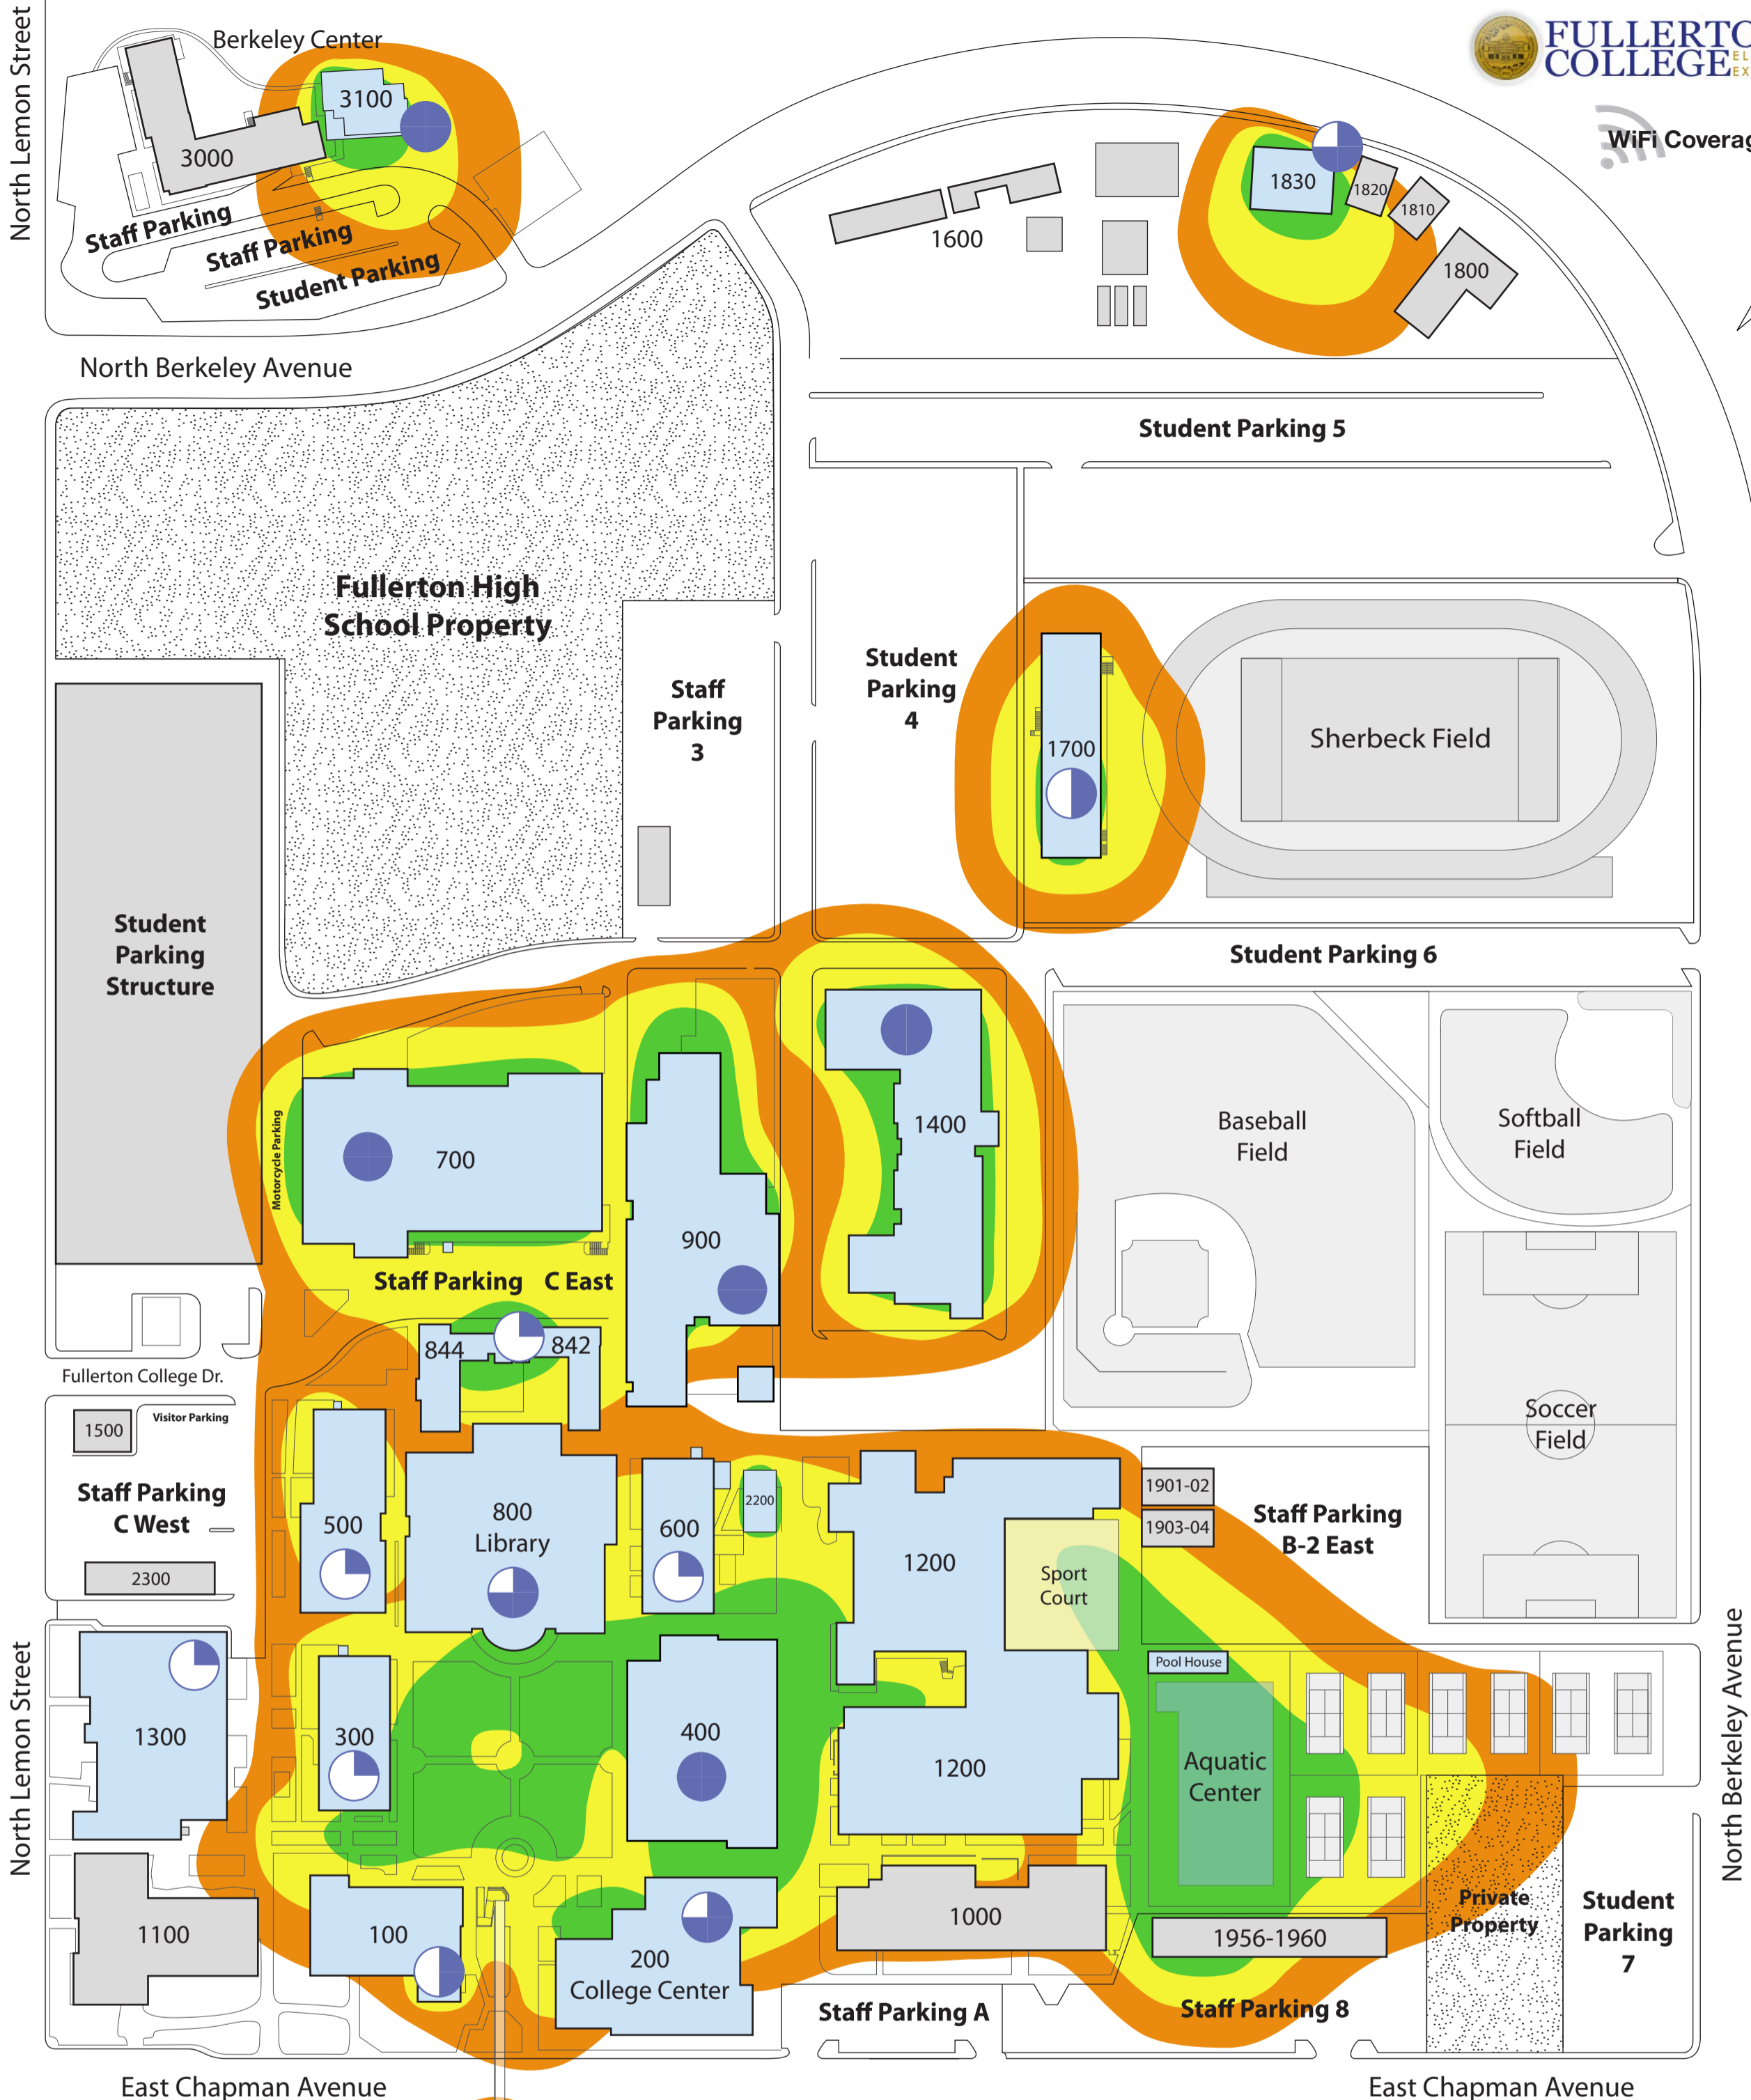 North Lemon Street
Berkeley Center
3100
3000
Staff Parking
Staff Parking
Student Parking
North Berkeley Avenue
FULLERTO
COLLEGE
EL
EX
WiFi Coverag
1600
1830
1820
1810
1800
Student Parking 5
Fullerton High
School Property
Staff
Parking
3
Student
Parking
4
1700
Sherbeck Field
Student
Parking
Structure
Student Parking 6
Motorcycle Parking
700
900
1400
Baseball
Field
Softball
Field
Staff Parking C East
844
842
Fullerton College Dr.
1500
Visitor Parking
Staff Parking
C West
2300
500
800
Library
600
2200
1200
Sport
Court
1901-02
1903-04
Staff Parking
B-2 East
Soccer
Field
North Lemon Street
1300
300
400
1200
Pool House
Aquatic
Center
North Berkeley Avenue
1100
100
200
College Center
1000
1956-1960
Private
Property
Student
Parking
7
Staff Parking A
Staff Parking 8
East Chapman Avenue
East Chapman Avenue